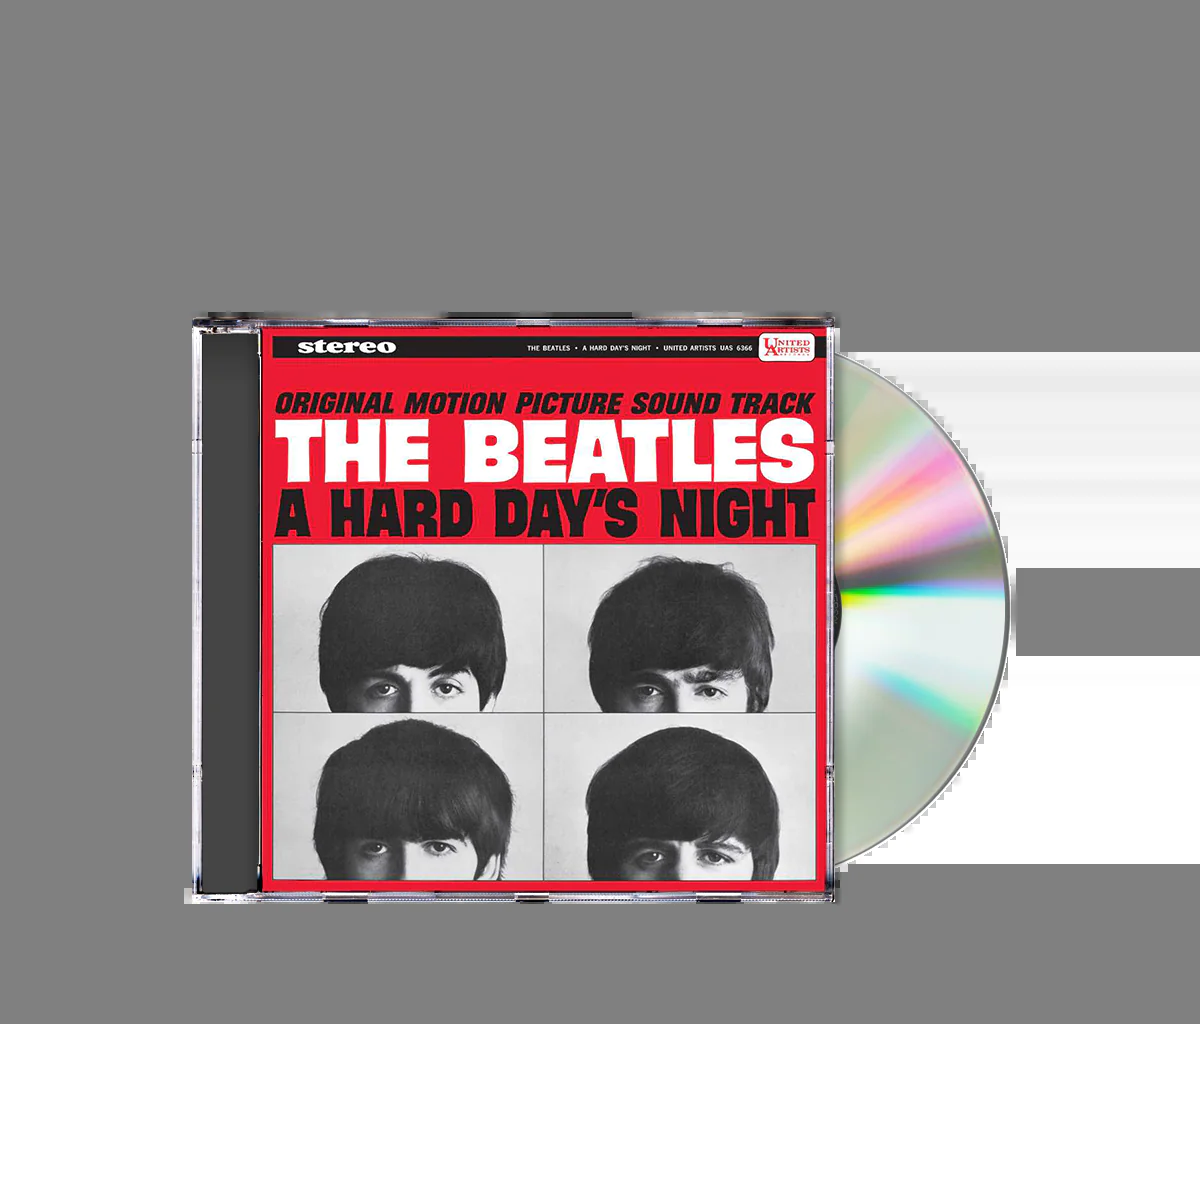 stereo
THE BEATLES • A HARD DAY'S NIGHT • UNITED ARTISTS UAS 6366
UNITED
ARTISTS
RECORDS
ORIGINAL MOTION PICTURE SOUND TRACK
THE BEATLES
A HARD DAY'S NIGHT